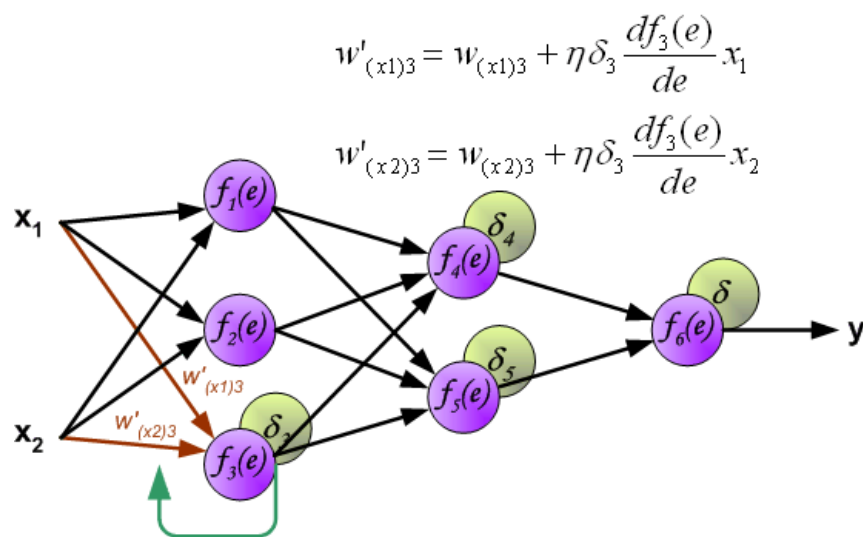 w'(x1)3 = w(x1)3 + ηδ3 df3(e)/de x1
w'(x2)3 = w(x2)3 + ηδ3 df3(e)/de x2
x1
f1(e)
δ4
f4(e)
δ
f2(e)
f6(e)
y
w'(x1)3
δ5
f5(e)
x2
w'(x2)3
δ3
f3(e)